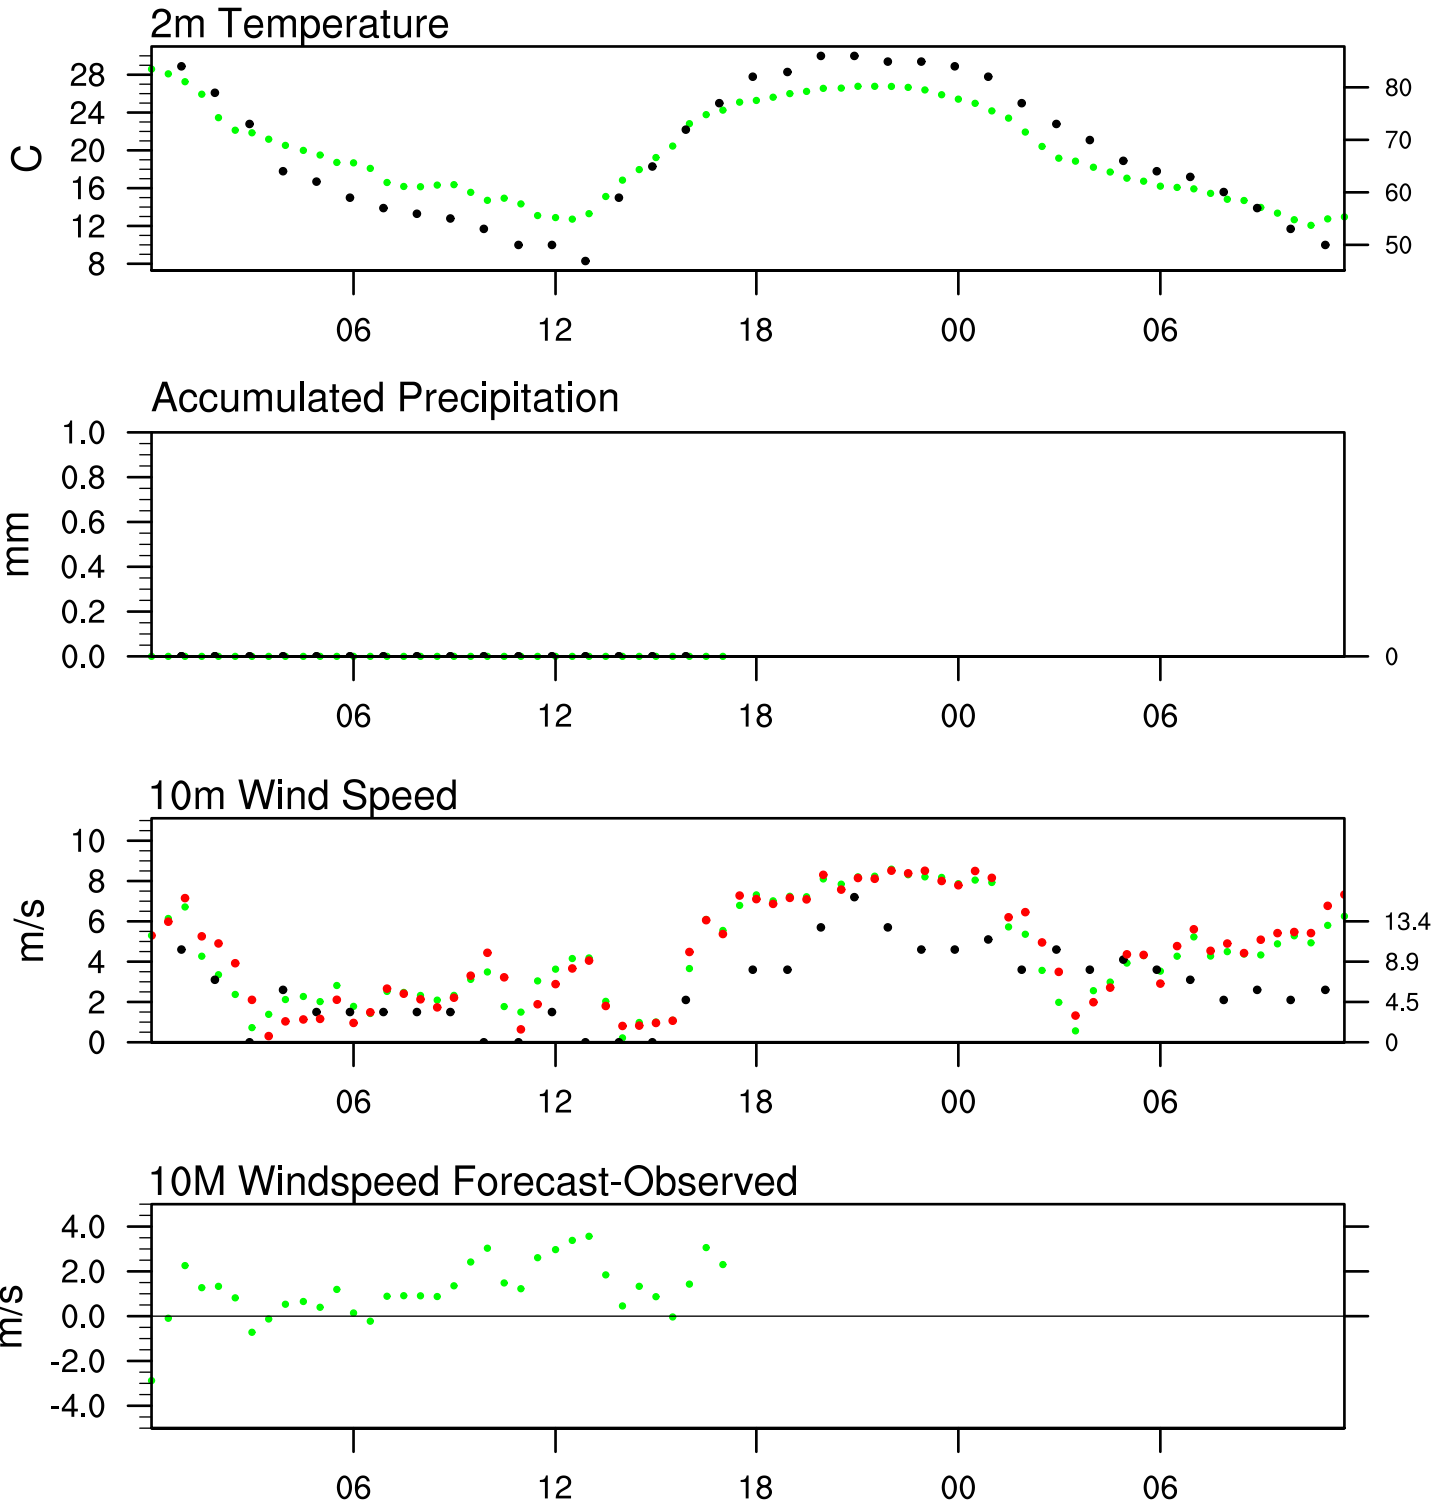 2m Temperature
28
24
20
16
12
8
C
80
70
60
50
06 12 18 00 06
Accumulated Precipitation
1.0
0.8
0.6
0.4
0.2
0.0
mm
0
06 12 18 00 06
10m Wind Speed
10
8
6
4
2
0
m/s
13.4
8.9
4.5
0
06 12 18 00 06
10M Windspeed Forecast-Observed
4.0
2.0
0.0
-2.0
-4.0
m/s
06 12 18 00 06